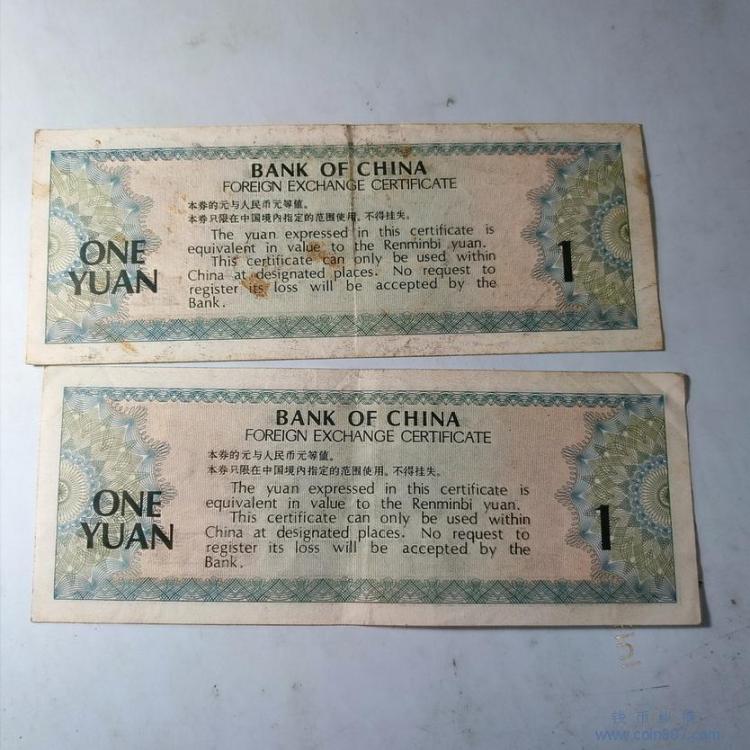 BANK OF CHINA
FOREIGN EXCHANGE CERTIFICATE
本券的元与人民币元等值。
本券只限在中国境内指定的范围使用，不得挂失。
ONE
YUAN
The yuan expressed in this certificate is
equivalent in value to the Renminbi yuan.
This certificate can only be used within
China at designated places. No request to
register its loss will be accepted by the
Bank.
1
BANK OF CHINA
FOREIGN EXCHANGE CERTIFICATE
本券的元与人民币元等值。
本券只限在中国境内指定的范围使用。不得挂失。
ONE
YUAN
The yuan expressed in this certificate is
equivalent in value to the Renminbi yuan.
This certificate can only be used within
China at designated places. No request to
register its loss will be accepted by the
Bank.
1
5
www.coin807.com